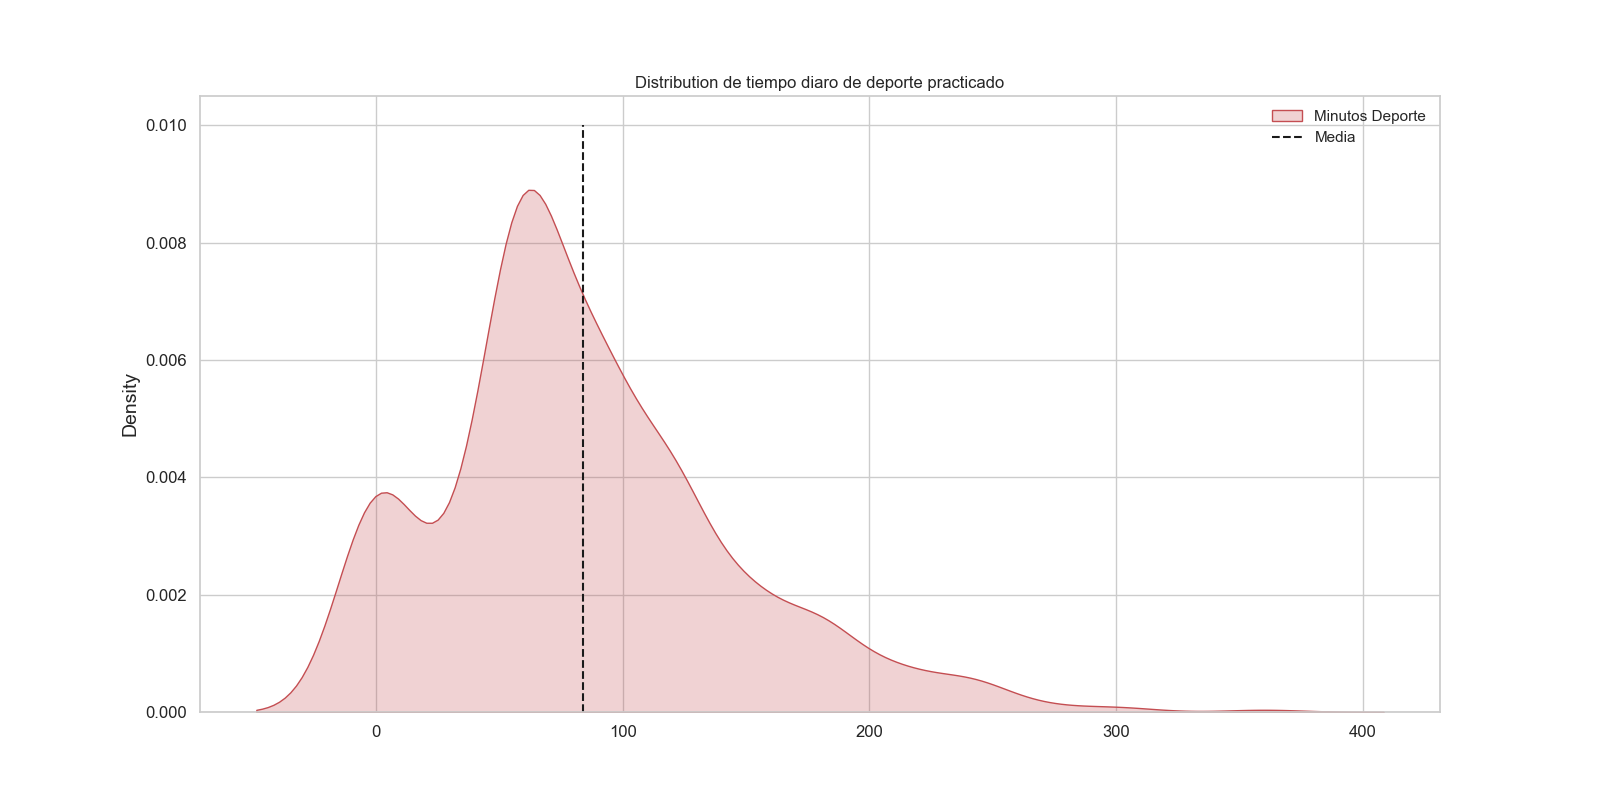 Distribution de tiempo diaro de deporte practicado
Minutos Deporte
Media
0.010
0.008
0.006
0.004
0.002
0.000
Density
0 100 200 300 400